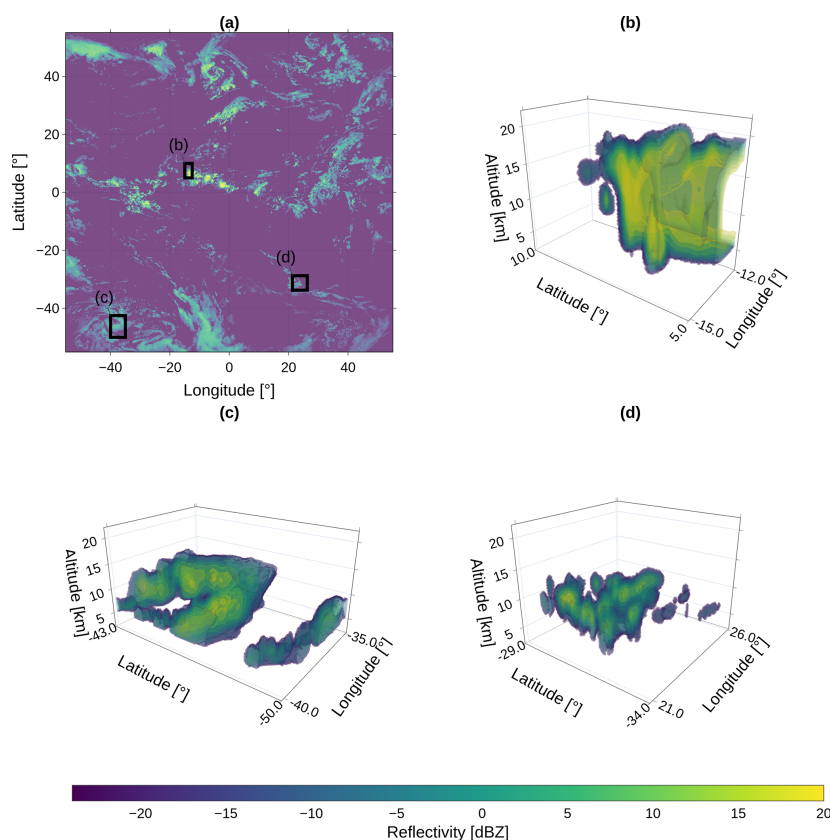 (a)
40
20
0
−20
−40
Latitude [°]
−40
−20
0
20
40
Longitude [°]
(b)
(d)
(c)
(b)
20
15
10
5
Altitude [km]
10.0
5.0
Latitude [°]
-15.0
-12.0
Longitude [°]
(c)
20
15
10
5
Altitude [km]
-43.0
-50.0
Latitude [°]
-40.0
-35.0
Longitude [°]
(d)
20
15
10
5
Altitude [km]
-29.0
-34.0
Latitude [°]
21.0
26.0
Longitude [°]
−20
−15
−10
−5
0
5
10
15
20
Reflectivity [dBZ]